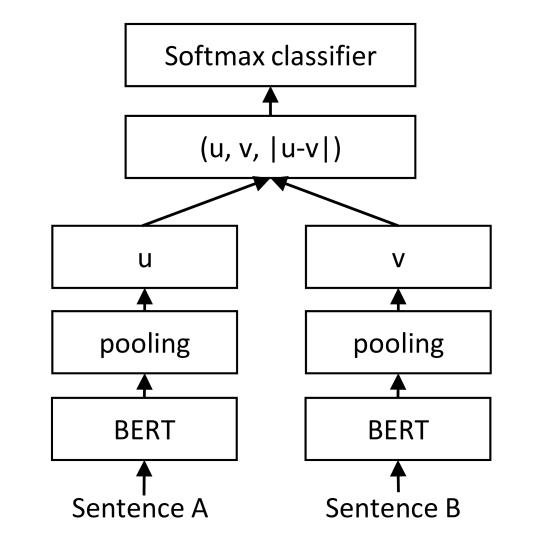 Softmax classifier
(u, v, |u-v|)
u
v
pooling
pooling
BERT
BERT
Sentence A
Sentence B